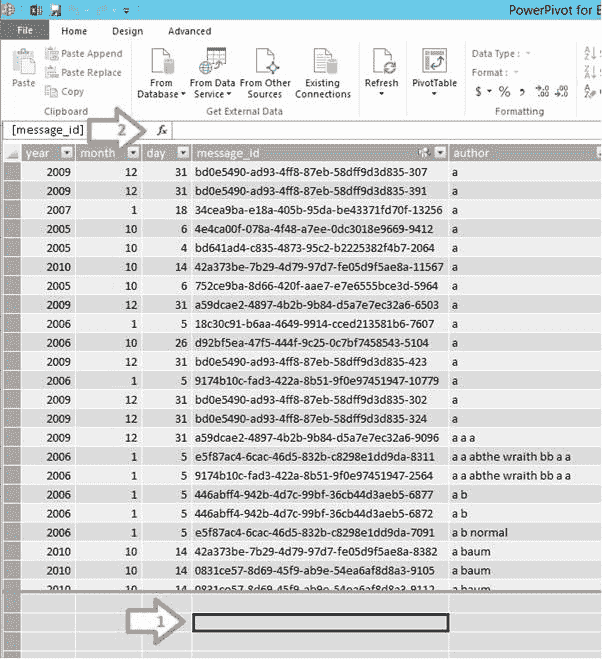 PowerPivot for E
File Home Design Advanced
Paste
Paste Append
Paste Replace
Copy
Clipboard
From Database
From Data Service
From Other Sources
Existing Connections
Get External Data
Refresh
PivotTable
Data Type :
Format :
$ % , .00
Formatting
[message_id] 2 fx
year month day message_id author
2009 12 31 bd0e5490-ad93-4ff8-87eb-58dff9d3d835-307 a
2009 12 31 bd0e5490-ad93-4ff8-87eb-58dff9d3d835-391 a
2007 1 18 34cea9ba-e18a-405b-95da-be43371fd70f-13256 a
2005 10 6 4e4ca00f-078a-4f48-a7ee-0dc3018e9669-9412 a
2005 10 4 bd641ad4-c835-4873-95c2-b2225382f4b7-2064 a
2010 10 14 42a373be-7b29-4d79-97d7-fe05d9f5ae8a-11567 a
2005 10 6 752ce9ba-8d66-420f-aae7-e7e6555bce3d-5964 a
2009 12 31 a59dcae2-4897-4b2b-9b84-d5a7e7ec32a6-6503 a
2006 1 5 18c30c91-b6aa-4649-9914-cced213581b6-7607 a
2006 10 26 d92bf5ea-47f5-444f-9c25-0c7bf7458543-5104 a
2009 12 31 bd0e5490-ad93-4ff8-87eb-58dff9d3d835-423 a
2006 1 5 9174b10c-fad3-422a-8b51-9f0e97451947-10779 a
2009 12 31 bd0e5490-ad93-4ff8-87eb-58dff9d3d835-302 a
2009 12 31 bd0e5490-ad93-4ff8-87eb-58dff9d3d835-324 a
2009 12 31 a59dcae2-4897-4b2b-9b84-d5a7e7ec32a6-9096 a a a
2006 1 5 e5f87ac4-6cac-46d5-832b-c8298e1dd9da-8311 a a abthe wraith bb a a
2006 1 5 9174b10c-fad3-422a-8b51-9f0e97451947-2564 a a abthe wraith bb a a
2006 1 5 446abff4-942b-4d7c-99bf-36cb44d3aeb5-6877 a b
2006 1 5 446abff4-942b-4d7c-99bf-36cb44d3aeb5-6872 a b
2006 1 5 e5f87ac4-6cac-46d5-832b-c8298e1dd9da-7091 a b normal
2010 10 14 42a373be-7b29-4d79-97d7-fe05d9f5ae8a-8382 a baum
2010 10 14 0831ce57-8d69-45f9-ab9e-54ea6af8d8a3-9105 a baum
2010 10 14 0831ce57-8d69-45f9-ab9e-54ea6af8d8a3-9112 a baum
1